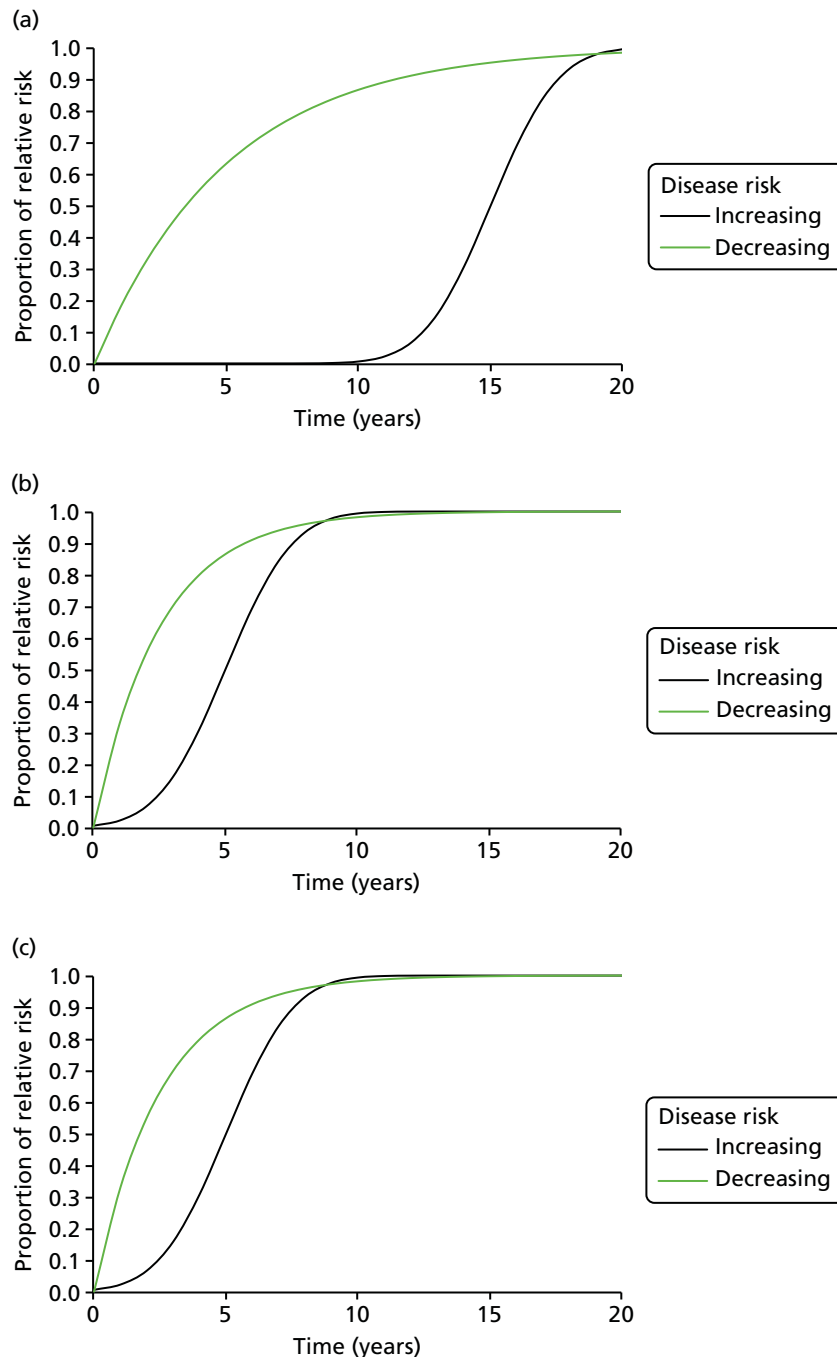 (a)
Proportion of relative risk
1.0
0.9
0.8
0.7
0.6
0.5
0.4
0.3
0.2
0.1
0.0
0 5 10 15 20
Time (years)
Disease risk
Increasing
Decreasing
(b)
Proportion of relative risk
1.0
0.9
0.8
0.7
0.6
0.5
0.4
0.3
0.2
0.1
0.0
0 5 10 15 20
Time (years)
Disease risk
Increasing
Decreasing
(c)
Proportion of relative risk
1.0
0.9
0.8
0.7
0.6
0.5
0.4
0.3
0.2
0.1
0.0
0 5 10 15 20
Time (years)
Disease risk
Increasing
Decreasing